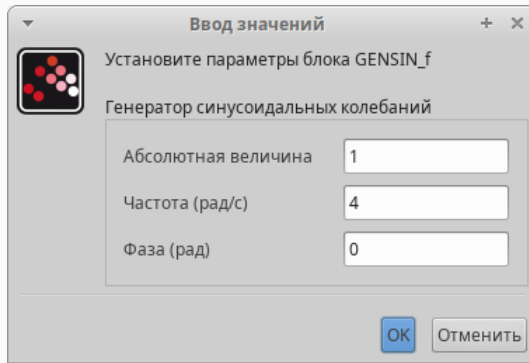 Ввод значений
Установите параметры блока GENSIN_f
Генератор синусоидальных колебаний
Абсолютная величина 1
Частота (рад/с) 4
Фаза (рад) 0
OK Отменить